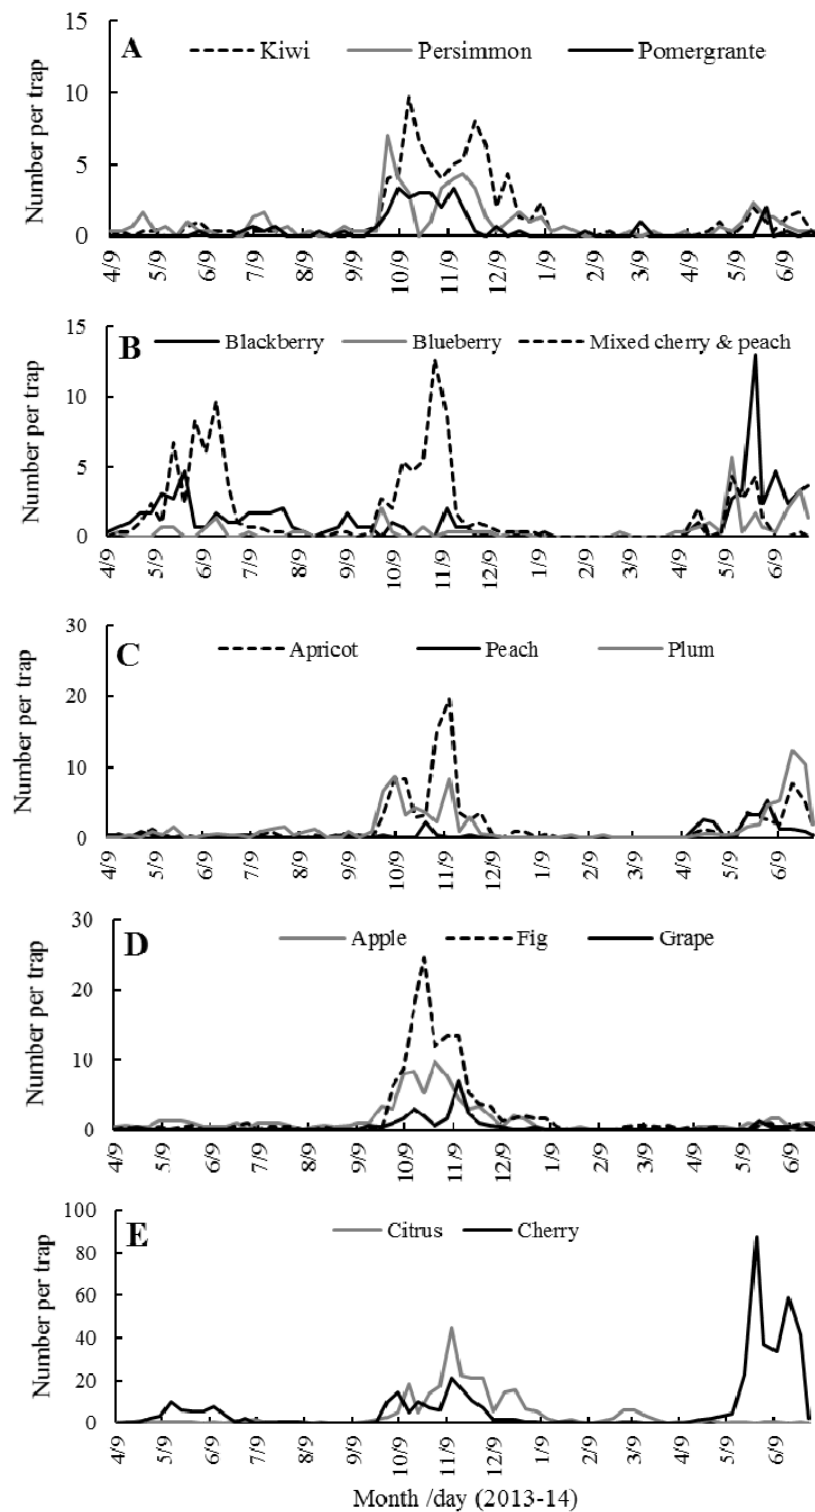 15
A
Kiwi Persimmon Pomergrante
10
5
0
Number per trap
4/9 5/9 6/9 7/9 8/9 9/9 10/9 11/9 12/9 1/9 2/9 3/9 4/9 5/9 6/9
15
B
Blackberry Blueberry Mixed cherry & peach
10
5
0
Number per trap
4/9 5/9 6/9 7/9 8/9 9/9 10/9 11/9 12/9 1/9 2/9 3/9 4/9 5/9 6/9
30
C
Apricot Peach Plum
20
10
0
Number per trap
4/9 5/9 6/9 7/9 8/9 9/9 10/9 11/9 12/9 1/9 2/9 3/9 4/9 5/9 6/9
30
D
Apple Fig Grape
20
10
0
Number per trap
4/9 5/9 6/9 7/9 8/9 9/9 10/9 11/9 12/9 1/9 2/9 3/9 4/9 5/9 6/9
100
E
Citrus Cherry
80
60
40
20
0
Number per trap
4/9 5/9 6/9 7/9 8/9 9/9 10/9 11/9 12/9 1/9 2/9 3/9 4/9 5/9 6/9
Month /day (2013-14)